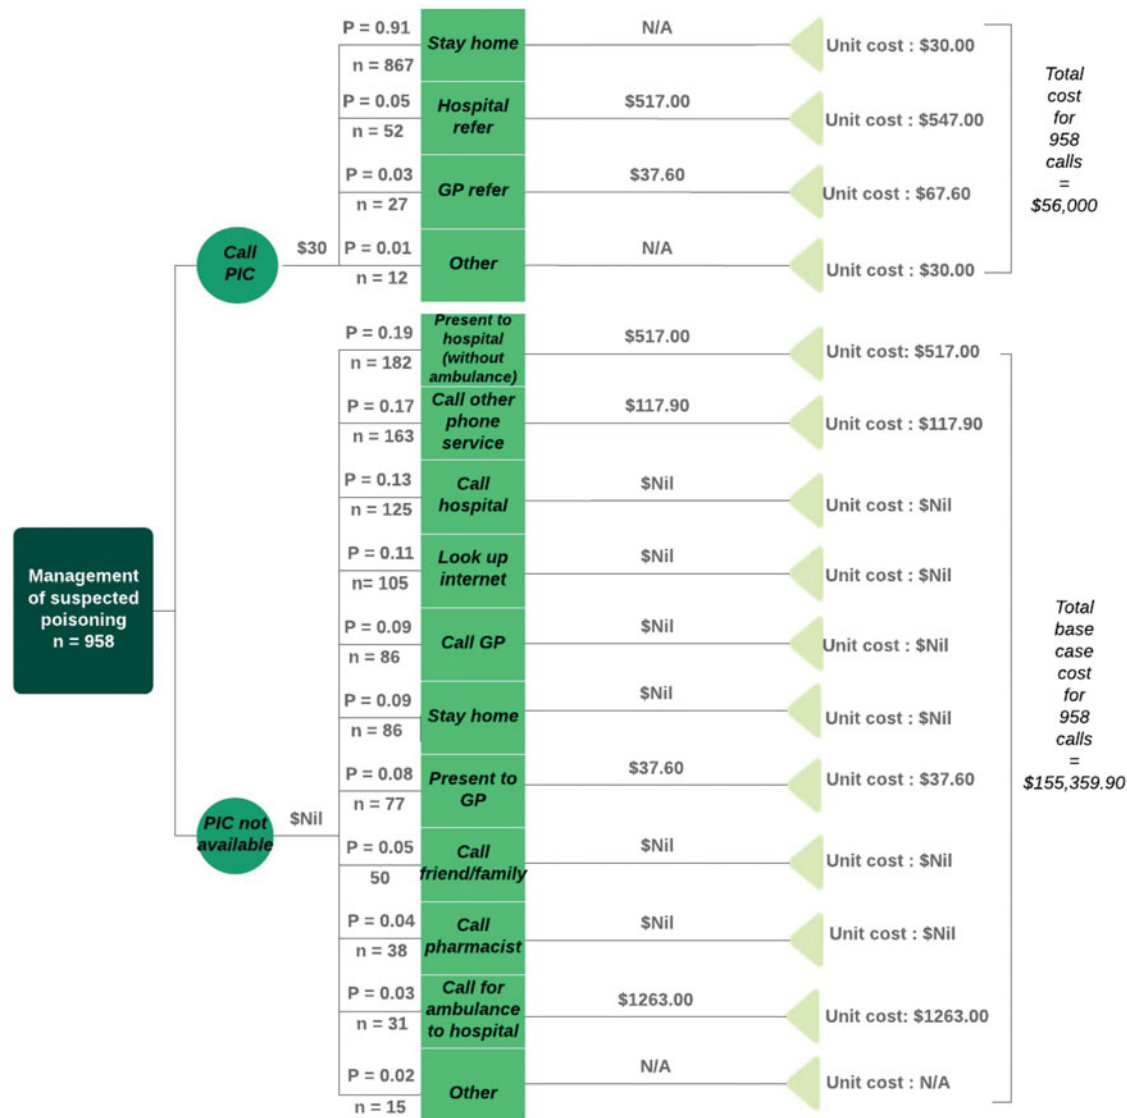 Management
of suspected
poisoning
n = 958
Call
PIC
$30
P = 0.91
n = 867
Stay home
N/A
Unit cost : $30.00
P = 0.05
n = 52
Hospital
refer
$517.00
Unit cost : $547.00
P = 0.03
n = 27
GP refer
$37.60
Unit cost : $67.60
P = 0.01
n = 12
Other
N/A
Unit cost : $30.00
Total
cost
for
958
calls
=
$56,000
PIC not
available
$Nil
P = 0.19
n = 182
Present to
hospital
(without
ambulance)
$517.00
Unit cost: $517.00
P = 0.17
n = 163
Call other
phone
service
$117.90
Unit cost : $117.90
P = 0.13
n = 125
Call
hospital
$Nil
Unit cost : $Nil
P = 0.11
n= 105
Look up
internet
$Nil
Unit cost : $Nil
P = 0.09
n = 86
Call GP
$Nil
Unit cost : $Nil
P = 0.09
n = 86
Stay home
$Nil
Unit cost : $Nil
P = 0.08
n = 77
Present to
GP
$37.60
Unit cost : $37.60
P = 0.05
50
Call
friend/family
$Nil
Unit cost : $Nil
P = 0.04
n = 38
Call
pharmacist
$Nil
Unit cost : $Nil
P = 0.03
n = 31
Call for
ambulance
to hospital
$1263.00
Unit cost: $1263.00
P = 0.02
n = 15
Other
N/A
Unit cost : N/A
Total
base
case
cost
for
958
calls
=
$155,359.90